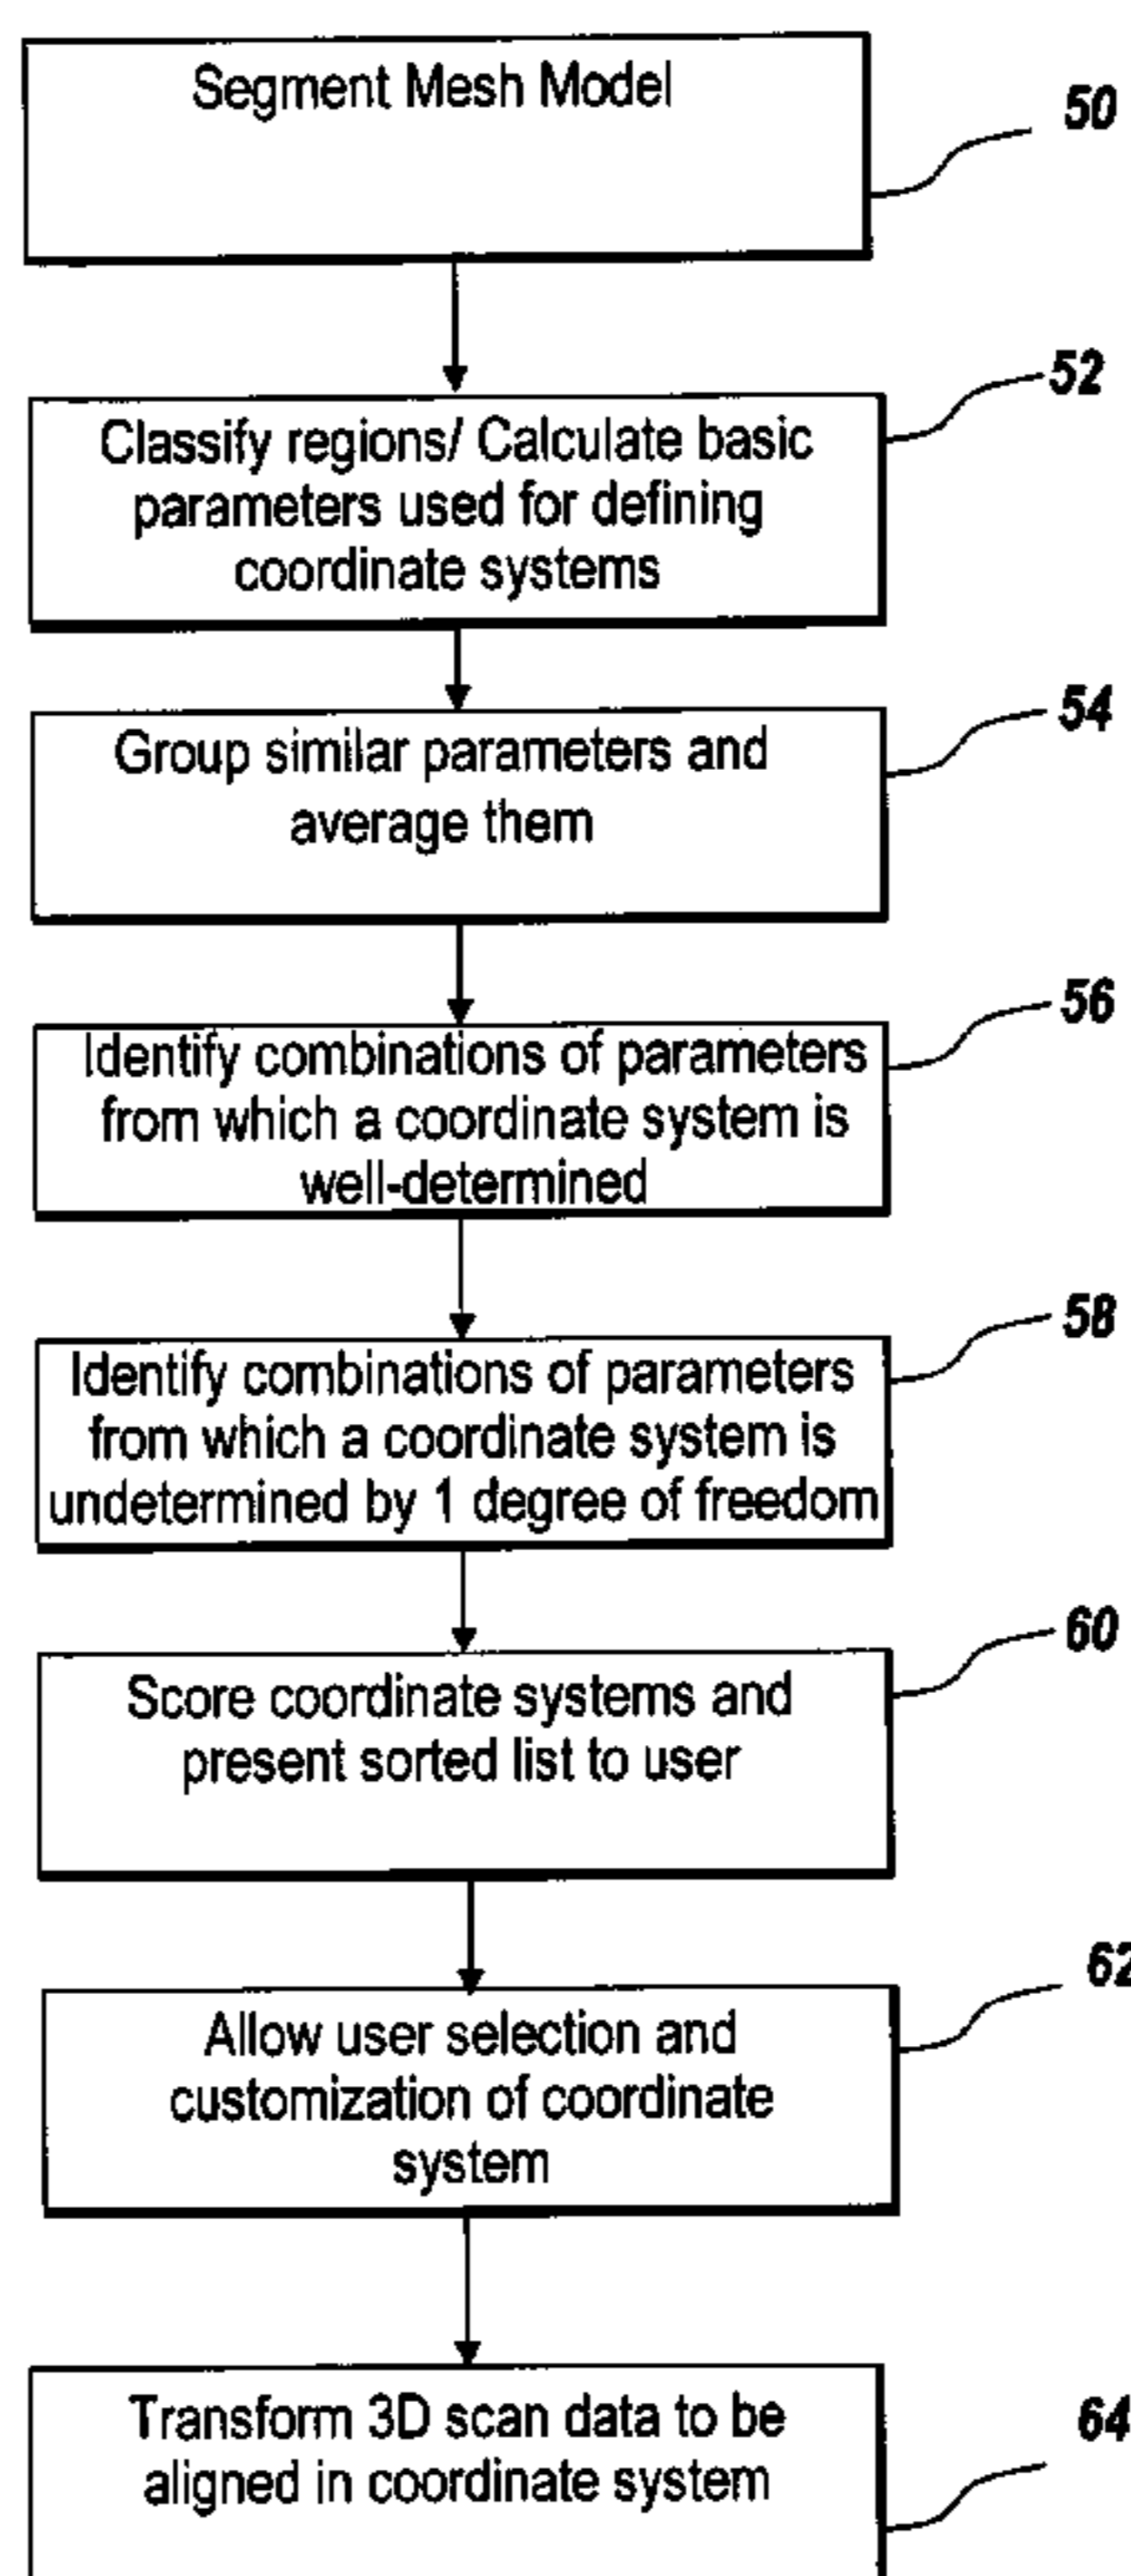 Segment Mesh Model
50
52
Classify regions/ Calculate basic
parameters used for defining
coordinate systems
54
Group similar parameters and
average them
56
Identify combinations of parameters
from which a coordinate system is
well-determined
58
Identify combinations of parameters
from which a coordinate system is
undetermined by 1 degree of freedom
60
Score coordinate systems and
present sorted list to user
62
Allow user selection and
customization of coordinate
system
64
Transform 3D scan data to be
aligned in coordinate system